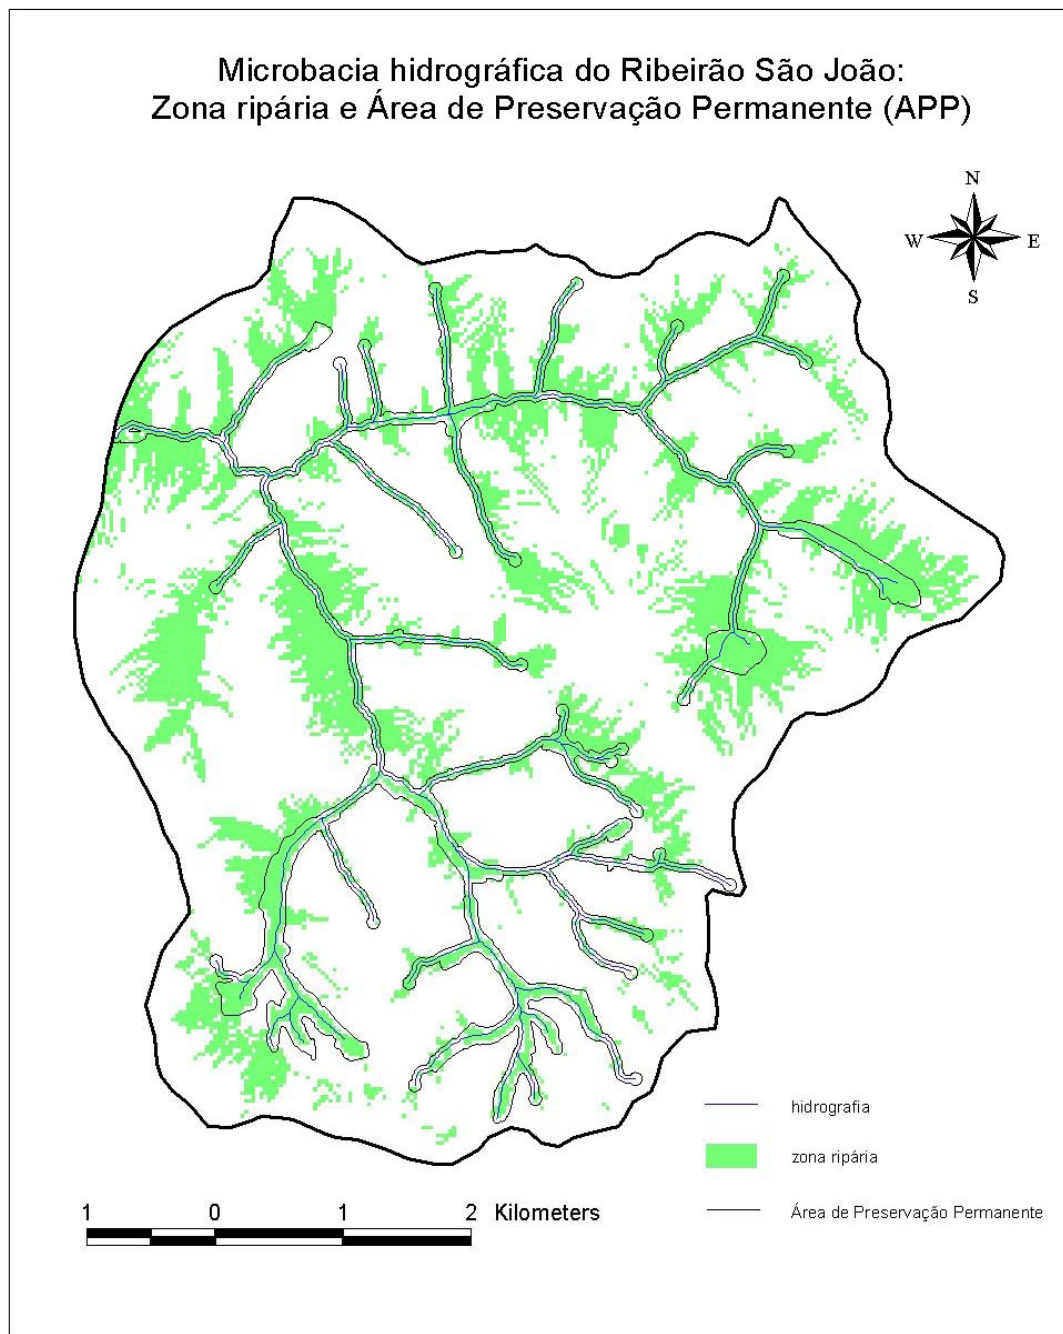 Microbacia hidrográfica do Ribeirão São João:
Zona ripária e Área de Preservação Permanente (APP)
N
W E
S
hidrografia
zona ripária
1 0 1 2 Kilometers
Área de Preservação Permanente